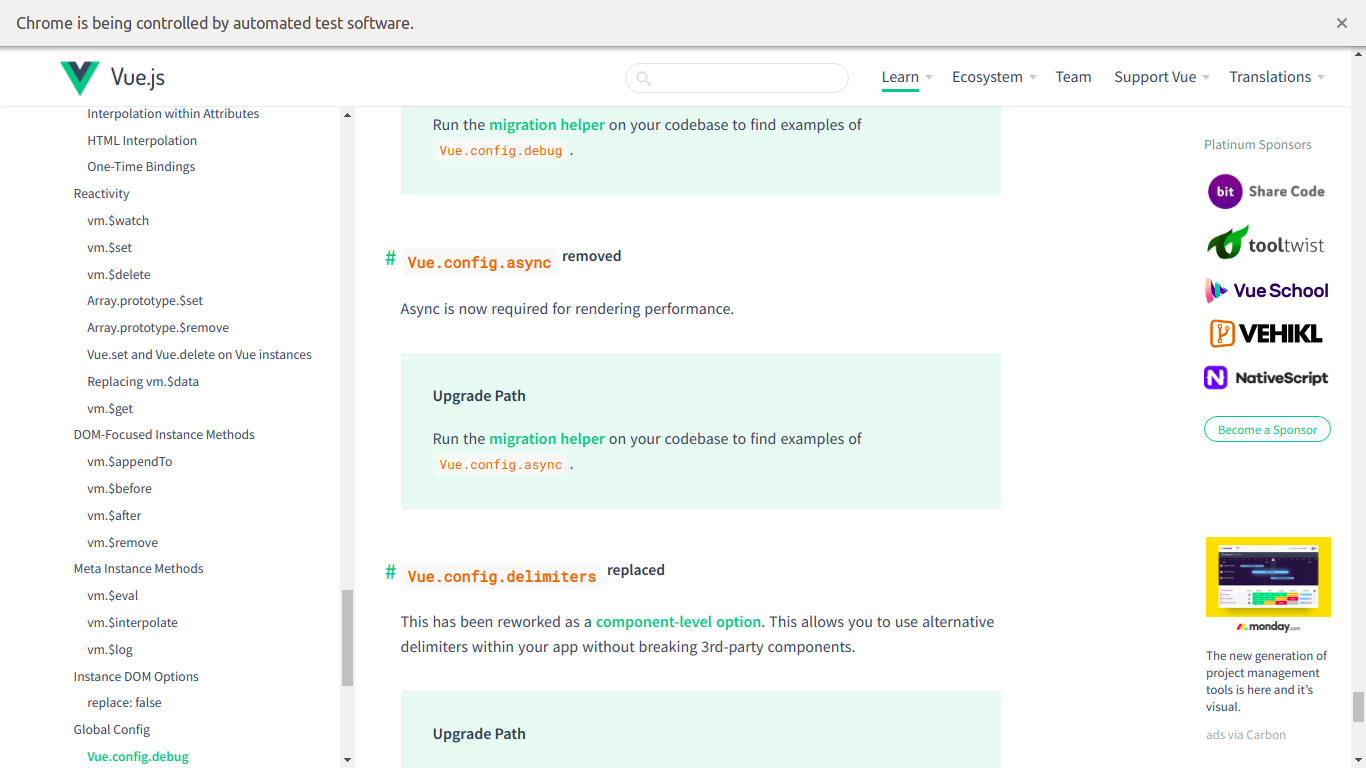 Chrome is being controlled by automated test software.
Vue.js
Learn
Ecosystem
Team
Support Vue
Translations
Interpolation within Attributes
HTML Interpolation
One-Time Bindings
Reactivity
vm.$watch
vm.$set
vm.$delete
Array.prototype.$set
Array.prototype.$remove
Vue.set and Vue.delete on Vue instances
Replacing vm.$data
vm.$get
DOM-Focused Instance Methods
vm.$appendTo
vm.$before
vm.$after
vm.$remove
Meta Instance Methods
vm.$eval
vm.$interpolate
vm.$log
Instance DOM Options
replace: false
Global Config
Vue.config.debug
Run the migration helper on your codebase to find examples of
Vue.config.debug .
# Vue.config.async removed
Async is now required for rendering performance.
Upgrade Path
Run the migration helper on your codebase to find examples of
Vue.config.async .
# Vue.config.delimiters replaced
This has been reworked as a component-level option. This allows you to use alternative
delimiters within your app without breaking 3rd-party components.
Upgrade Path
Platinum Sponsors
bit Share Code
tooltwist
Vue School
VEHIKL
NativeScript
Become a Sponsor
monday.com
The new generation of
project management
tools is here and it’s
visual.
ads via Carbon